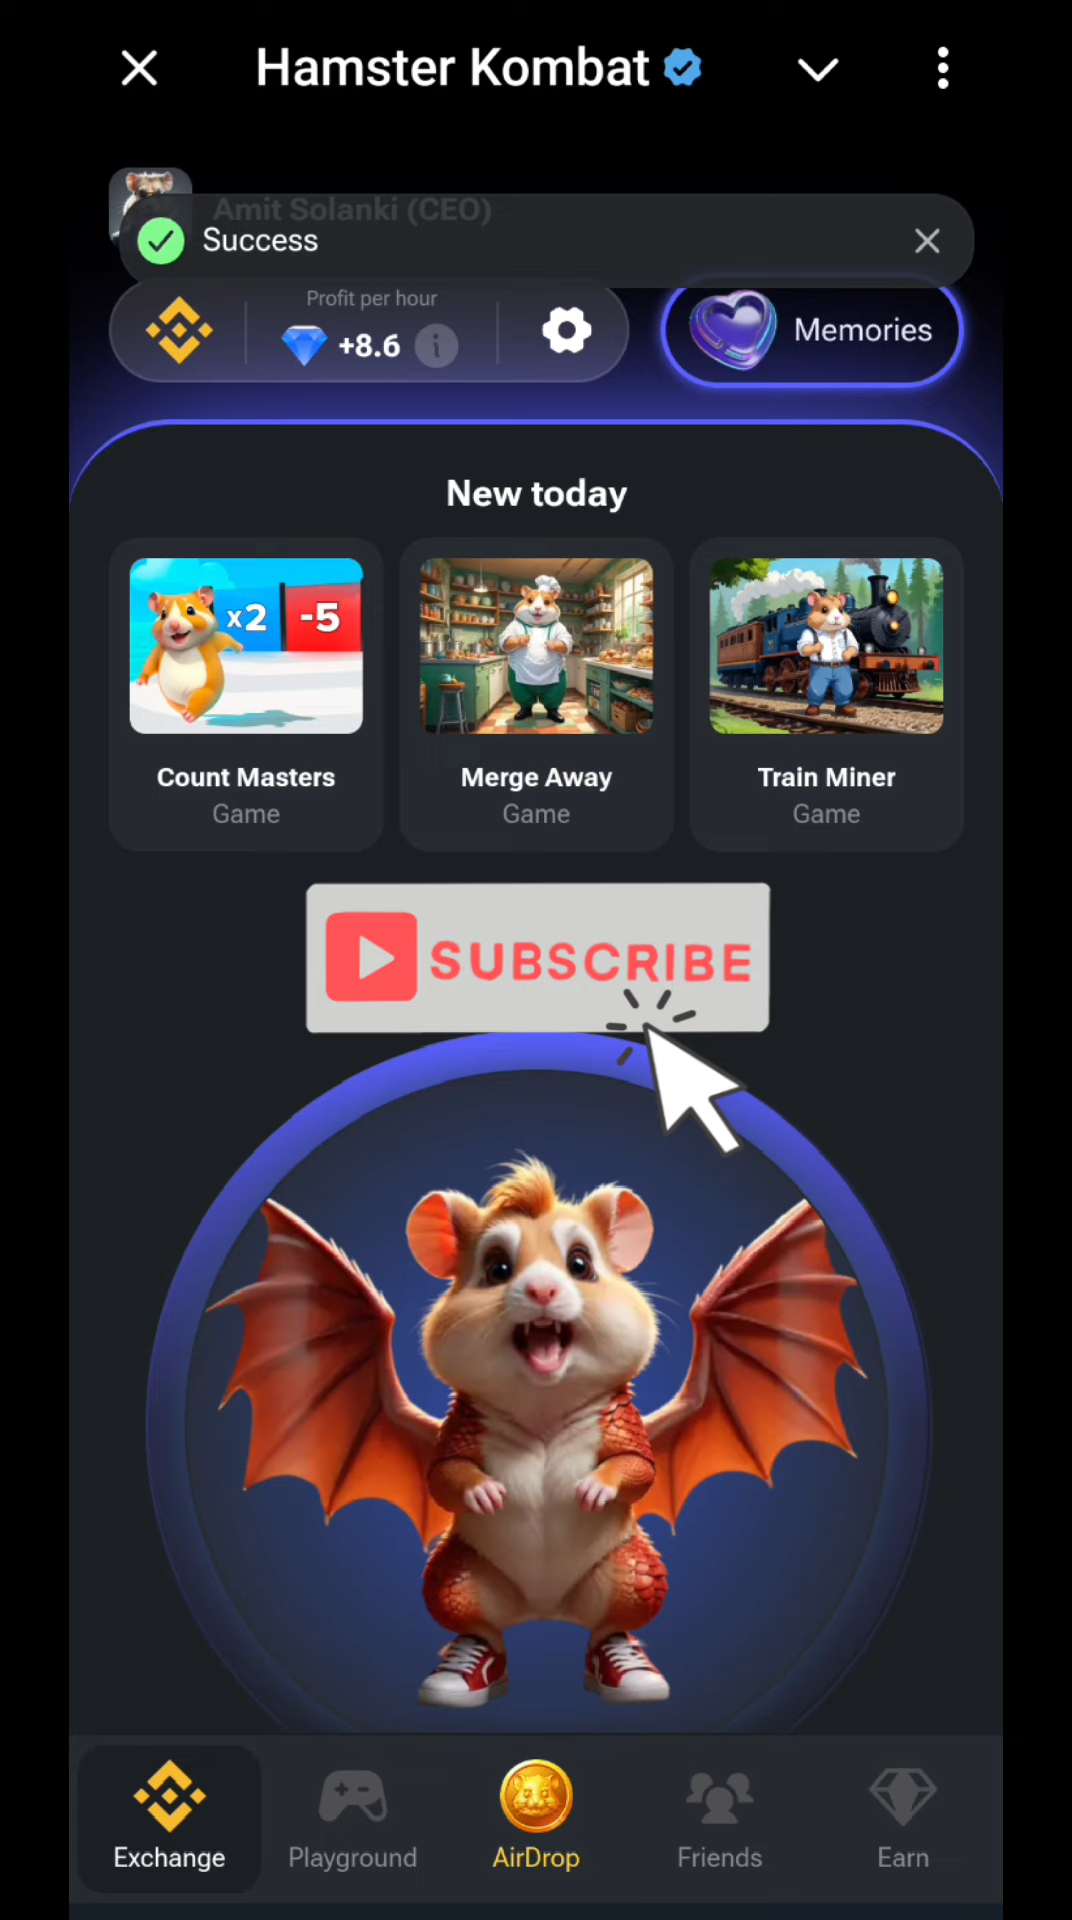 Hamster Kombat
Amit Solanki (CEO)
Success
Profit per hour
+8.6
i
Memories
New today
x2
-5
Count Masters
Game
Merge Away
Game
Train Miner
Game
SUBSCRIBE
Exchange
Playground
AirDrop
Friends
Earn